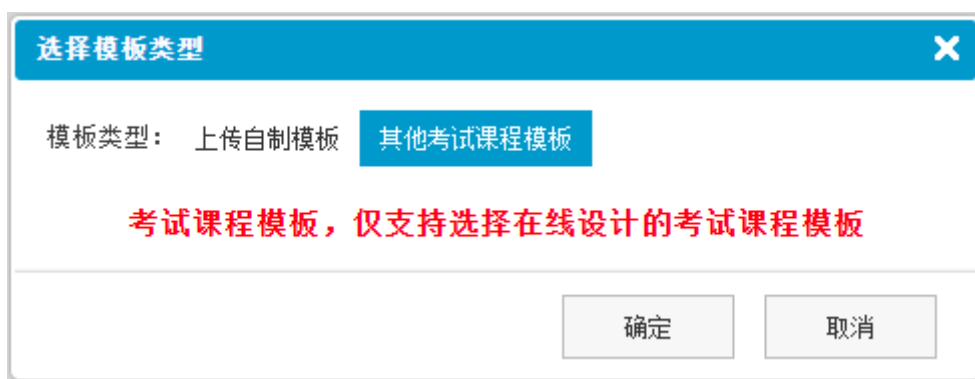 选择模板类型
模板类型： 上传自制模板 其他考试课程模板
考试课程模板，仅支持选择在线设计的考试课程模板
确定 取消